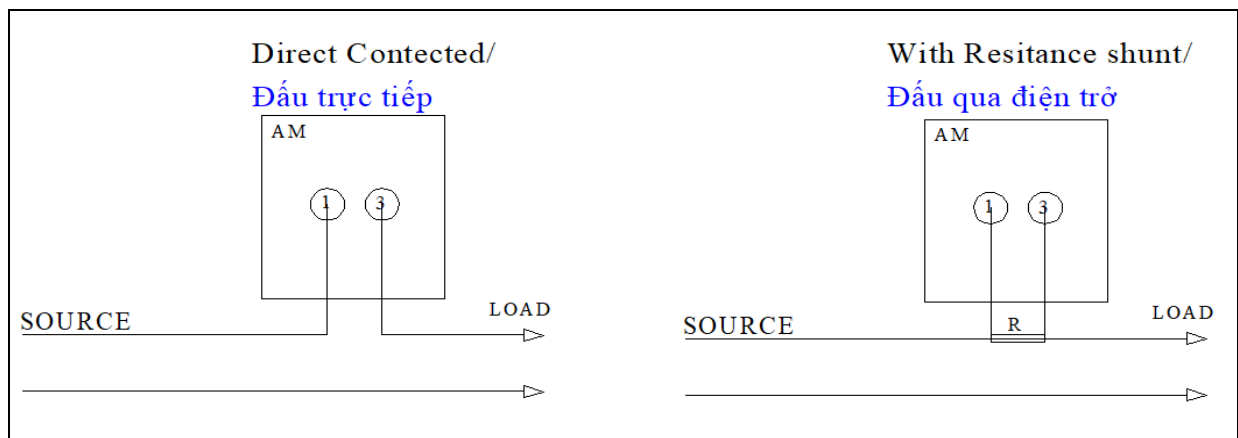 Direct Contected/
Đấu trực tiếp
AM
1 3
SOURCE
LOAD
With Resitance shunt/
Đấu qua điện trở
AM
1 3
SOURCE
R
LOAD